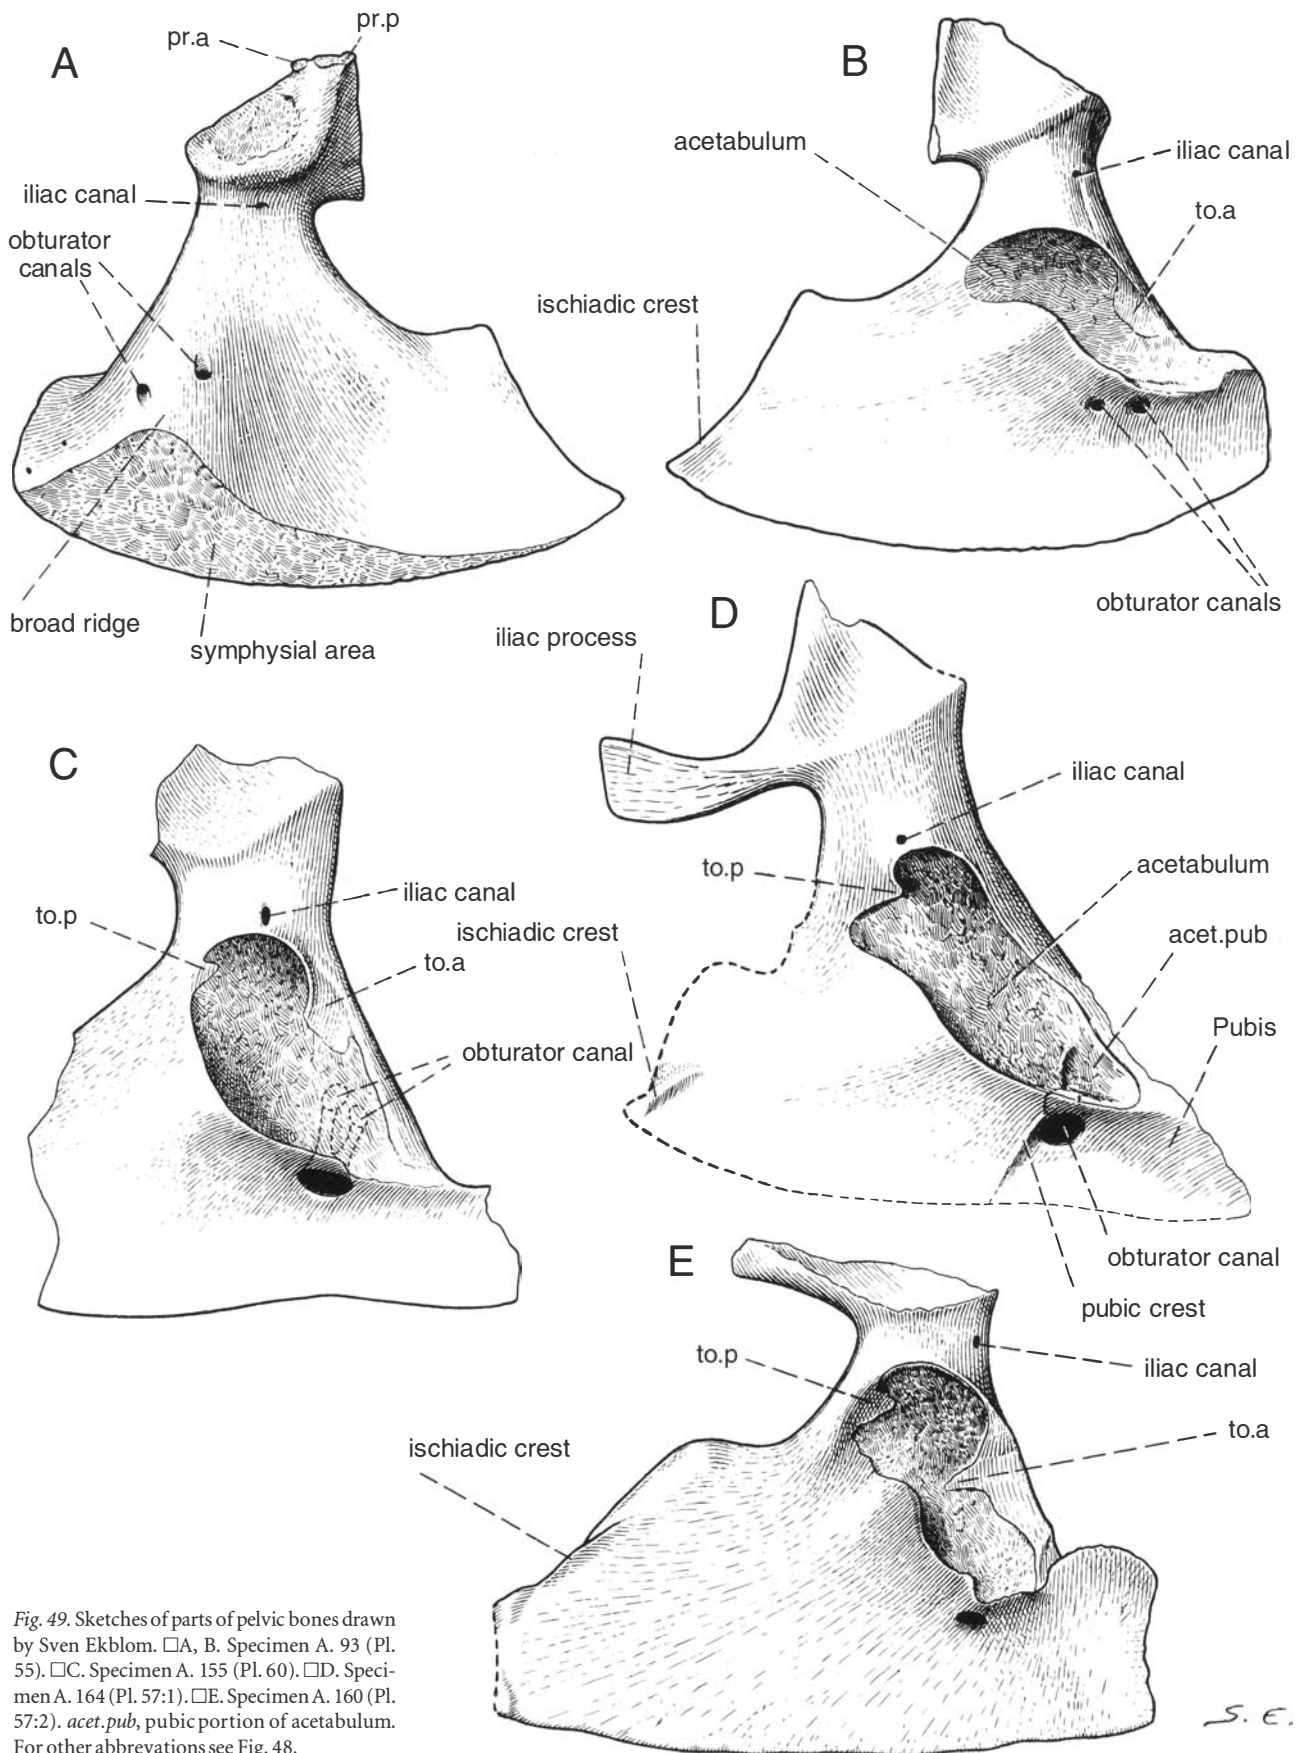 A
pr.a
pr.p
iliac canal
obturator
canals
broad ridge
symphysial area
B
acetabulum
iliac canal
to.a
ischiadic crest
obturator canals
C
to.p
iliac canal
to.a
obturator canal
D
iliac process
iliac canal
to.p
acetabulum
ischiadic crest
acet.pub
Pubis
obturator canal
pubic crest
E
to.p
iliac canal
to.a
ischiadic crest
Fig. 49. Sketches of parts of pelvic bones drawn
by Sven Ekblom. □A, B. Specimen A. 93 (Pl.
55). □C. Specimen A. 155 (Pl. 60). □D. Speci-
men A. 164 (Pl. 57:1). □E. Specimen A. 160 (Pl.
57:2). acet.pub, pubic portion of acetabulum.
For other abbrevations see Fig. 48.
S. E.